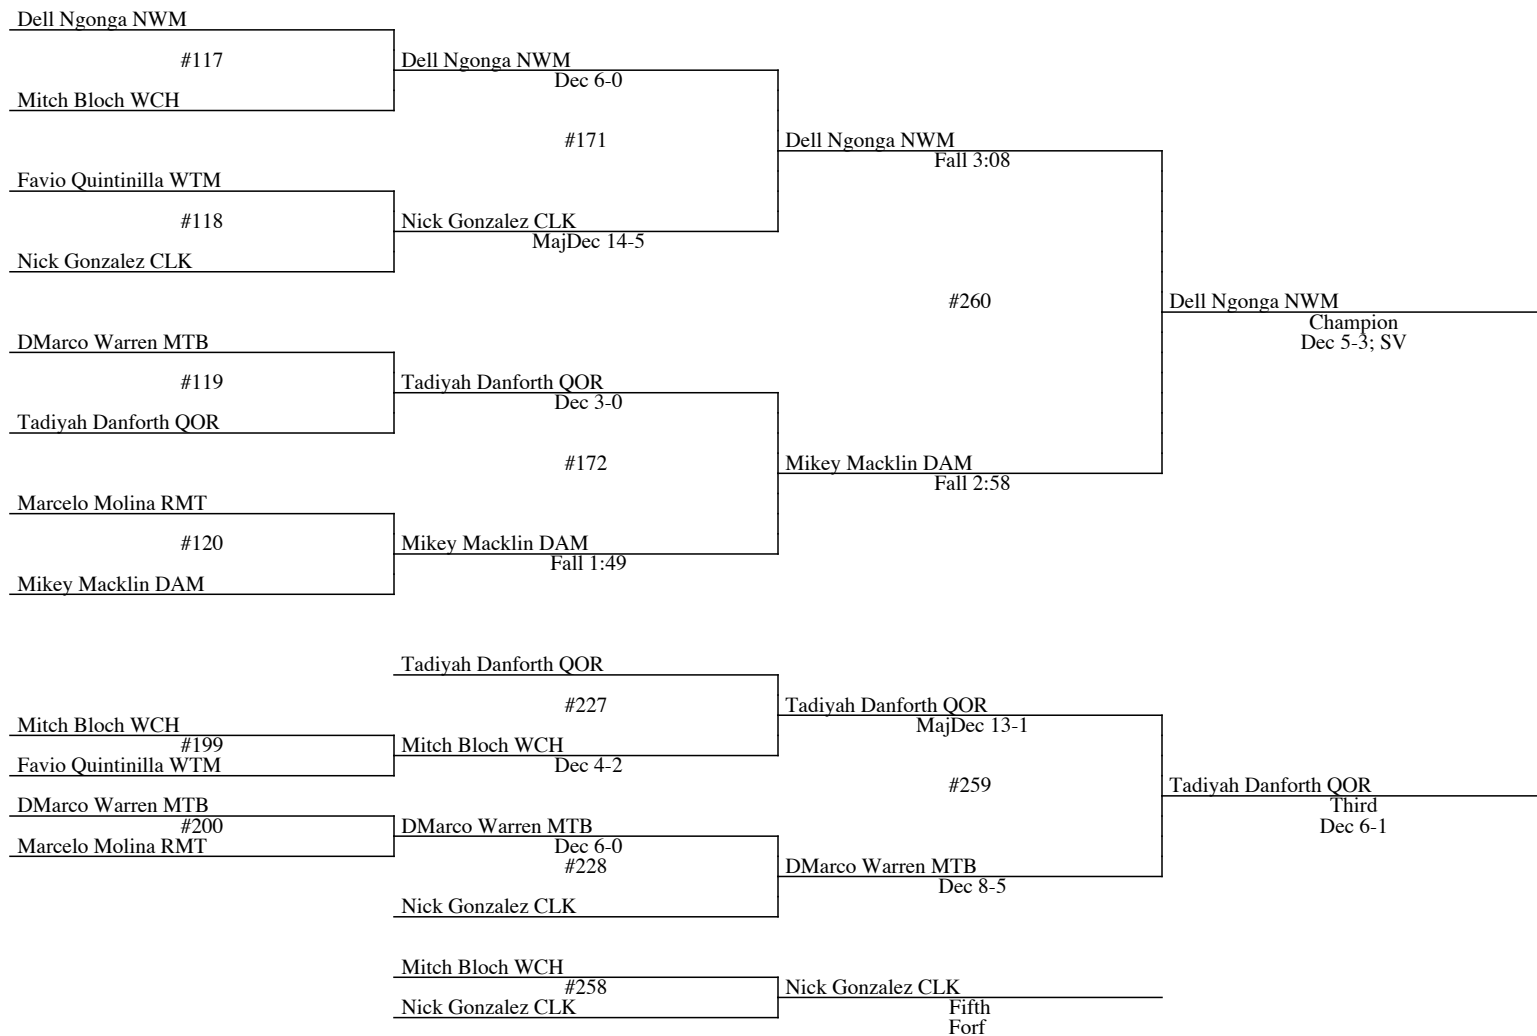 Dell Ngonga NWM
#117
Dell Ngonga NWM
Dec 6-0
Mitch Bloch WCH
#171
Dell Ngonga NWM
Fall 3:08
Favio Quintinilla WTM
#118
Nick Gonzalez CLK
MajDec 14-5
Nick Gonzalez CLK
#260
Dell Ngonga NWM
Champion
Dec 5-3; SV
DMarco Warren MTB
#119
Tadiyah Danforth QOR
Dec 3-0
Tadiyah Danforth QOR
#172
Mikey Macklin DAM
Fall 2:58
Marcelo Molina RMT
#120
Mikey Macklin DAM
Fall 1:49
Mikey Macklin DAM
Tadiyah Danforth QOR
#227
Tadiyah Danforth QOR
MajDec 13-1
Mitch Bloch WCH
#199
Mitch Bloch WCH
Dec 4-2
Favio Quintinilla WTM
#259
Tadiyah Danforth QOR
Third
Dec 6-1
DMarco Warren MTB
#200
DMarco Warren MTB
Dec 6-0
Marcelo Molina RMT
#228
DMarco Warren MTB
Dec 8-5
Nick Gonzalez CLK
Mitch Bloch WCH
#258
Nick Gonzalez CLK
Fifth
Forf
Nick Gonzalez CLK